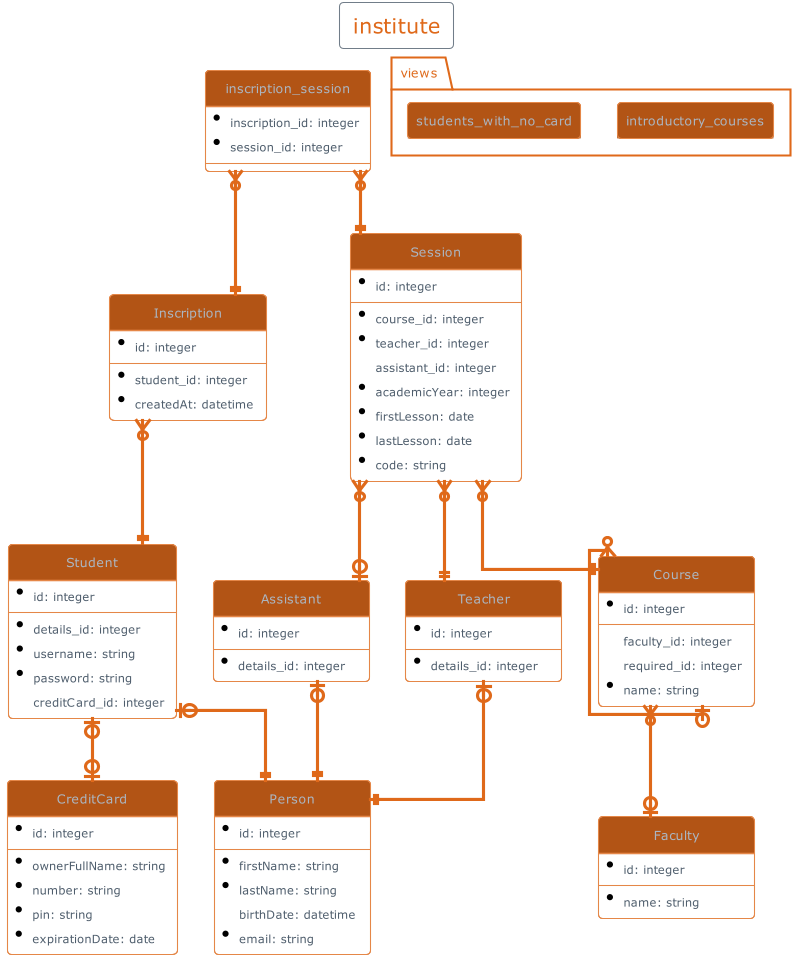 institute
views
students_with_no_card
introductory_courses
inscription_session
inscription_id: integer
session_id: integer
Session
id: integer
course_id: integer
teacher_id: integer
assistant_id: integer
academicYear: integer
firstLesson: date
lastLesson: date
code: string
Inscription
id: integer
student_id: integer
createdAt: datetime
Student
id: integer
details_id: integer
username: string
password: string
creditCard_id: integer
Assistant
id: integer
details_id: integer
Teacher
id: integer
details_id: integer
Course
id: integer
faculty_id: integer
required_id: integer
name: string
CreditCard
id: integer
ownerFullName: string
number: string
pin: string
expirationDate: date
Person
id: integer
firstName: string
lastName: string
birthDate: datetime
email: string
Faculty
id: integer
name: string